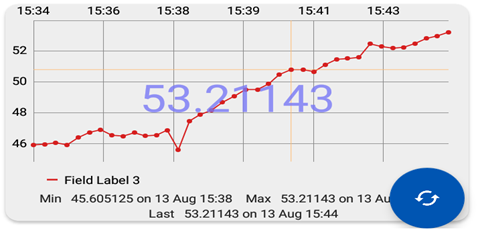 15:34 15:36 15:38 15:39 15:41 15:43
52
50
53.21143
48
46
Field Label 3
Min 45.605125 on 13 Aug 15:38 Max 53.21143 on 13 Aug
Last 53.21143 on 13 Aug 15:44